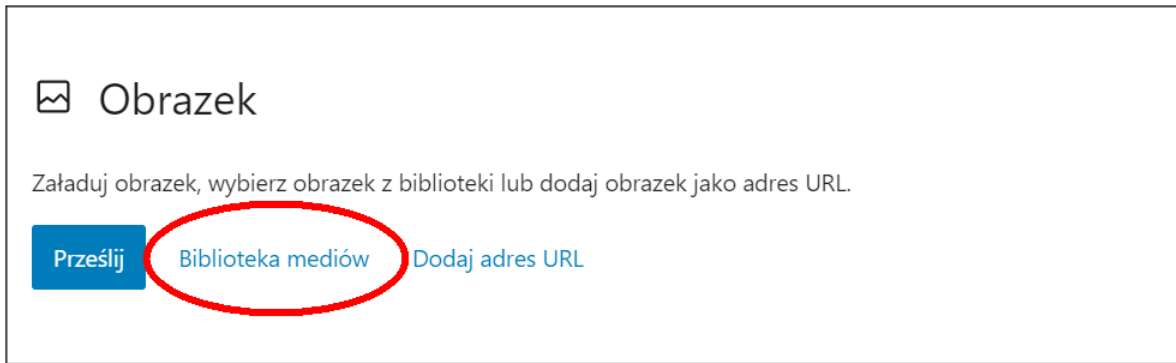 Obrazek
Załaduj obrazek, wybierz obrazek z biblioteki lub dodaj obrazek jako adres URL.
Prześlij Biblioteka mediów Dodaj adres URL